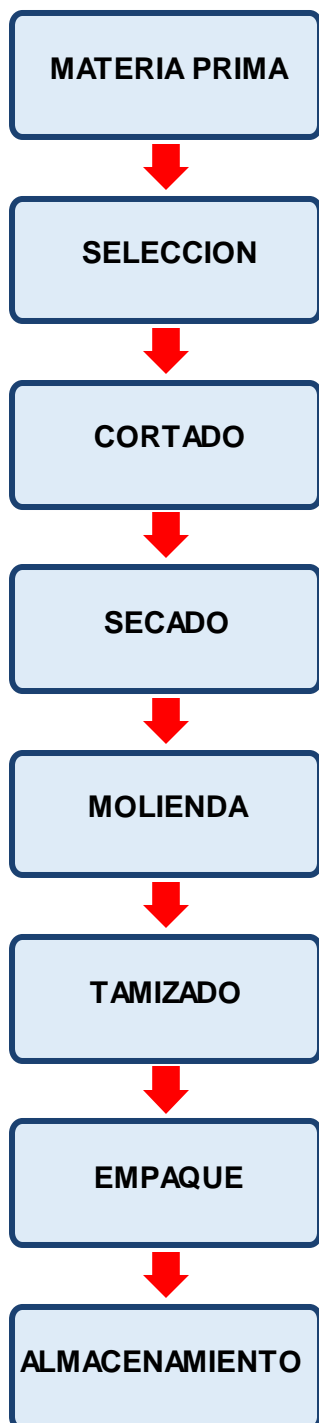 MATERIA PRIMA
SELECCION
CORTADO
SECADO
MOLIENDA
TAMIZADO
EMPAQUE
ALMACENAMIENTO